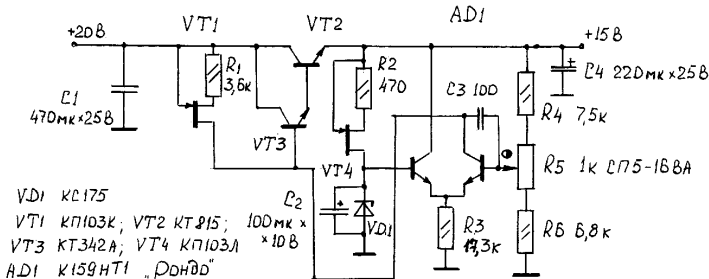 VT1 VT2 AD1
+20В +15В
R1
3,6к
R2
470
C3 100
C4 220мк×25В
C1
470мк×25В
VT3
R4
7,5к
VT4
R5 1к СП5-16ВА
C2
100мк ×
×10В
VD1
R3
R6 6,8к
VD1 КС175
VT1 КП103К; VT2 КТ815;
VT3 КТ342А; VT4 КП103Л
AD1 К159НТ1 „Рондо"